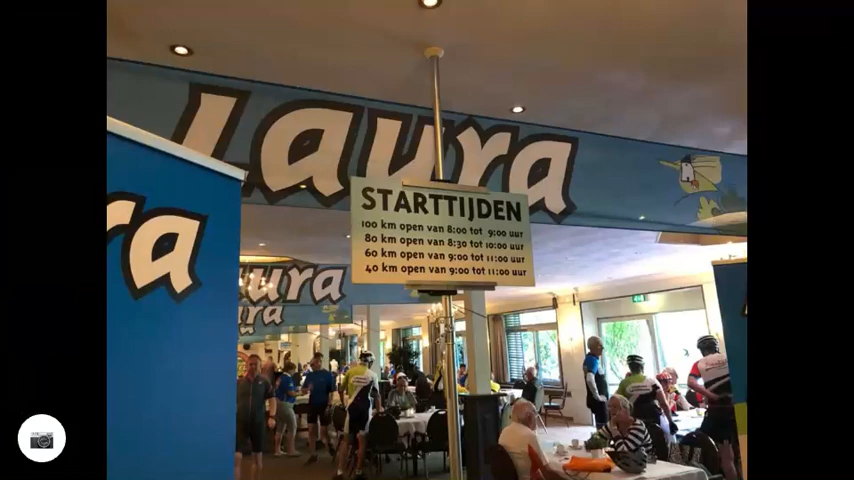 Laura
STARTTIJDEN
100 km open van 8:00 tot 9:00 uur
80 km open van 8:30 tot 10:00 uur
60 km open van 9:00 tot 11:00 uur
40 km open van 9:00 tot 11:00 uur
ra
aura
ura